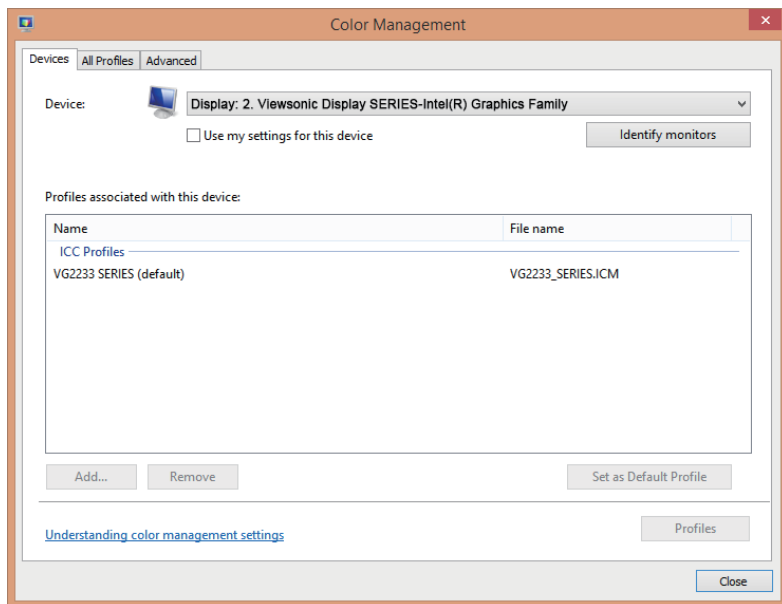 Color Management
Devices All Profiles Advanced
Device: Display: 2. Viewsonic Display SERIES-Intel(R) Graphics Family
Use my settings for this device Identify monitors
Profiles associated with this device:
Name File name
ICC Profiles
VG2233 SERIES (default) VG2233_SERIES.ICM
Add... Remove Set as Default Profile
Understanding color management settings Profiles
Close